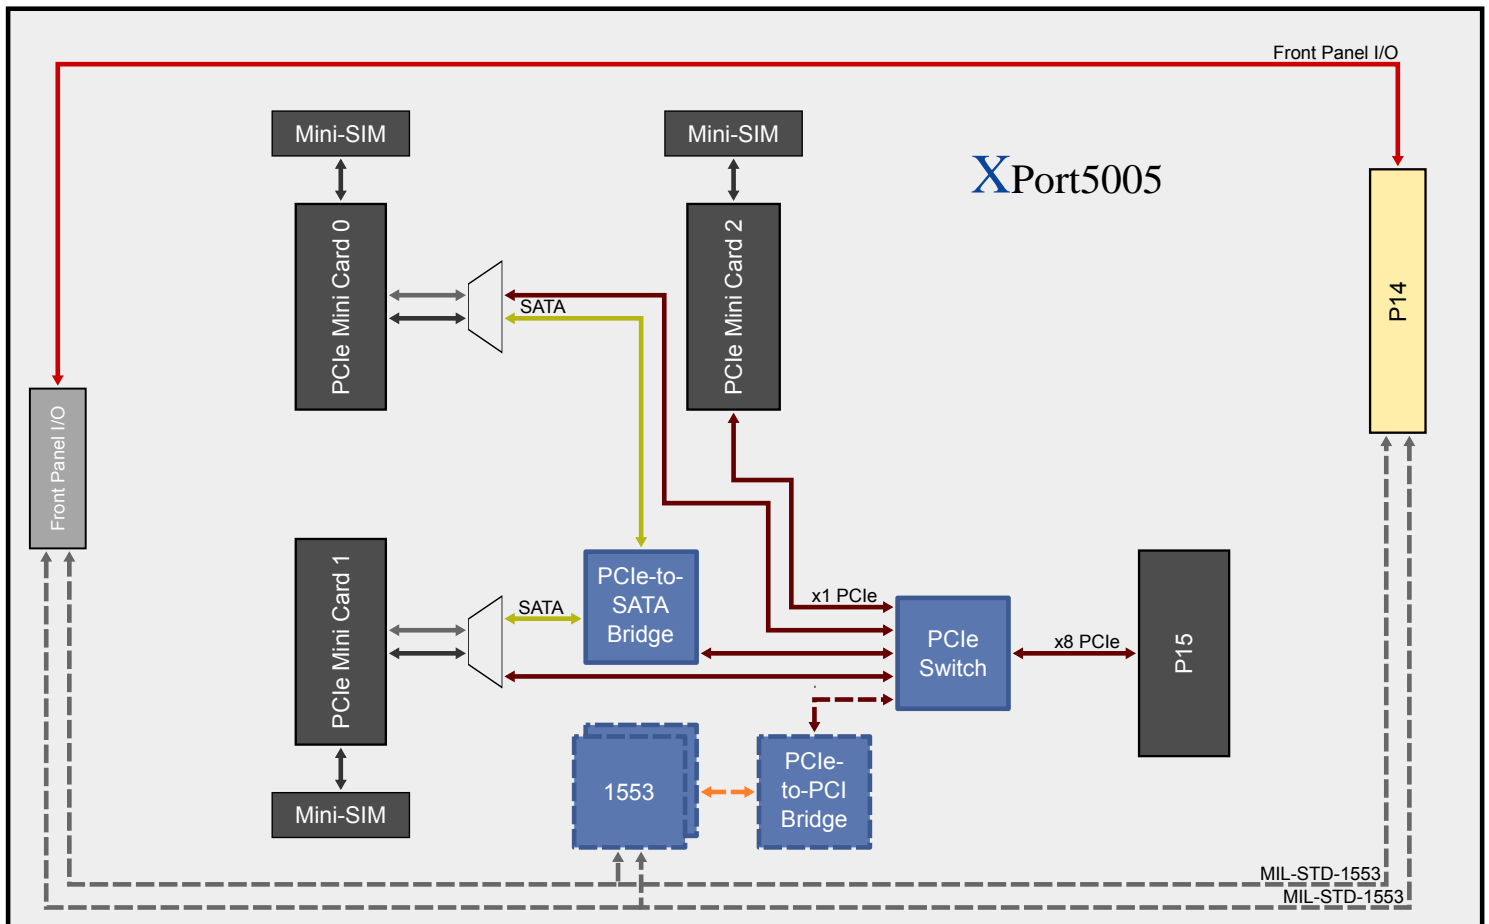 Front Panel I/O
Mini-SIM
Mini-SIM
XPort5005
PCIe Mini Card 0
PCIe Mini Card 2
P14
SATA
Front Panel I/O
PCIe Mini Card 1
PCIe-to-
SATA
Bridge
SATA
x1 PCIe
PCIe
Switch
x8 PCIe
P15
1553
PCIe-
to-PCI
Bridge
Mini-SIM
MIL-STD-1553
MIL-STD-1553